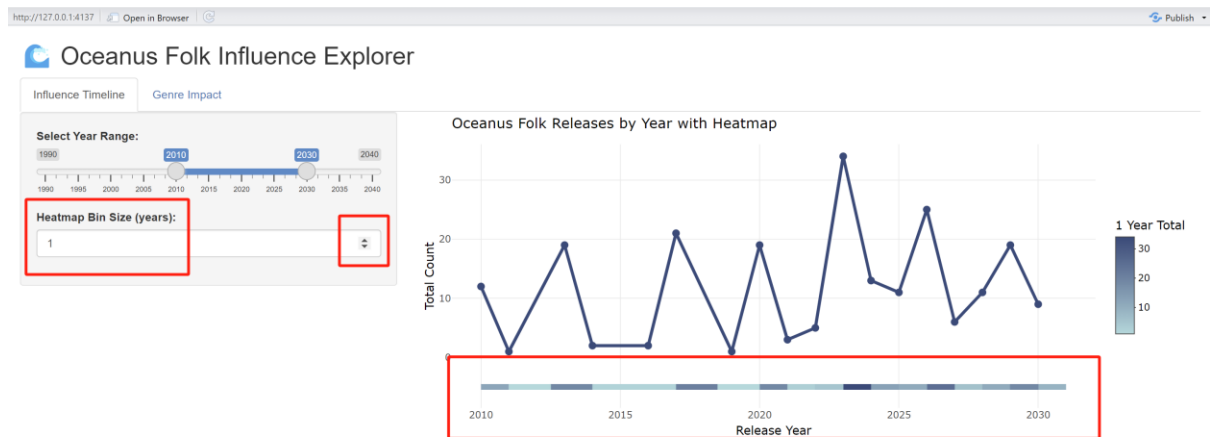 http://127.0.0.1:4137 Open in Browser Publish
Oceanus Folk Influence Explorer
Influence Timeline Genre Impact
Select Year Range:
1990 2010 2030 2040
1990 1995 2000 2005 2010 2015 2020 2025 2030 2035 2040
Heatmap Bin Size (years):
1
Oceanus Folk Releases by Year with Heatmap
Total Count
30
20
10
0
2010 2015 2020 2025 2030
Release Year
1 Year Total
30
20
10